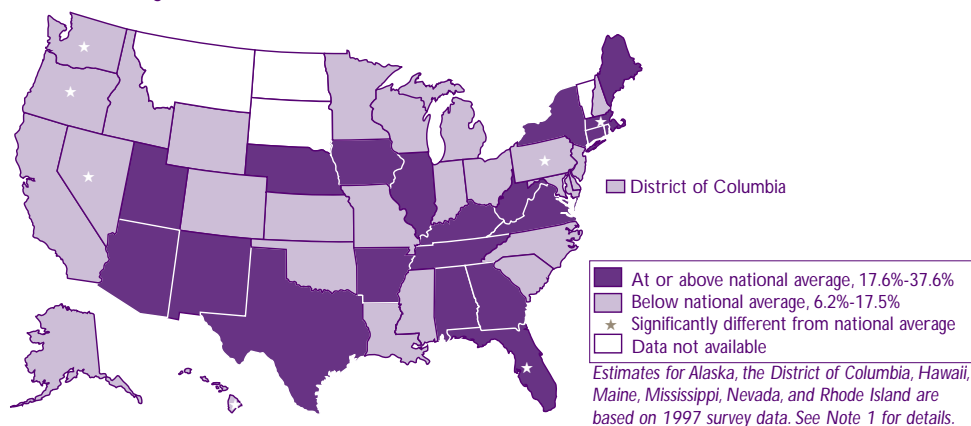 District of Columbia
At or above national average, 17.6%-37.6%
Below national average, 6.2%-17.5%
Significantly different from national average
Data not available
Estimates for Alaska, the District of Columbia, Hawaii,
Maine, Mississippi, Nevada, and Rhode Island are
based on 1997 survey data. See Note 1 for details.